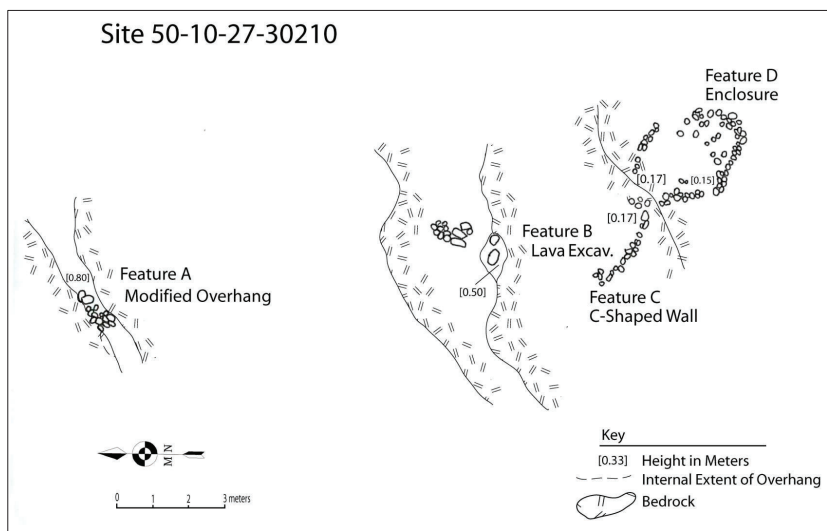 Site 50-10-27-30210
Feature D
Enclosure
[0.17]
[0.15]
[0.17]
Feature B
Lava Excav.
[0.50]
Feature A
[0.80]
Modified Overhang
Feature C
C-Shaped Wall
M N
0 1 2 3 meters
Key
[0.33] Height in Meters
Internal Extent of Overhang
Bedrock